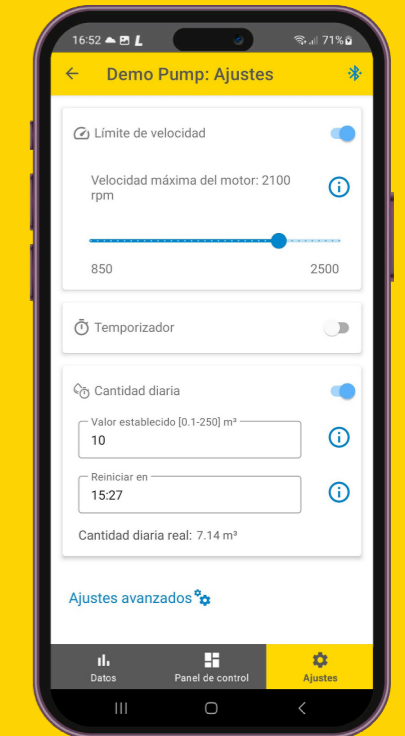 16:52 71%
Demo Pump: Ajustes
Límite de velocidad
Velocidad máxima del motor: 2100
rpm
850 2500
Temporizador
Cantidad diaria
Valor establecido [0.1-250] m³
10
Reiniciar en
15:27
Cantidad diaria real: 7.14 m³
Ajustes avanzados
Datos Panel de control Ajustes